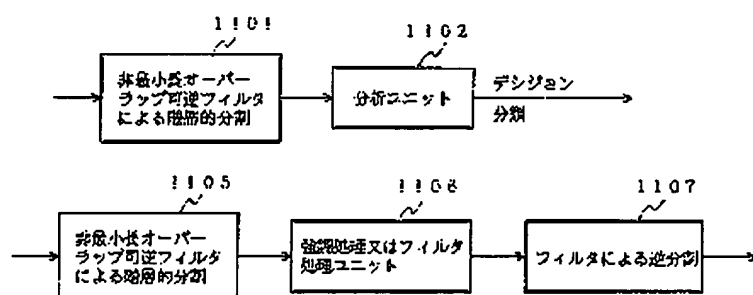 1101
非最小長オーバー
ラップ可逆フィルタ
による階層的分割
1102
分析ユニット
デシジョン
分類
1105
非最小長オーバー
ラップ可逆フィルタ
による階層的分割
1106
強調処理又はフィルタ
処理ユニット
1107
フィルタによる逆分割